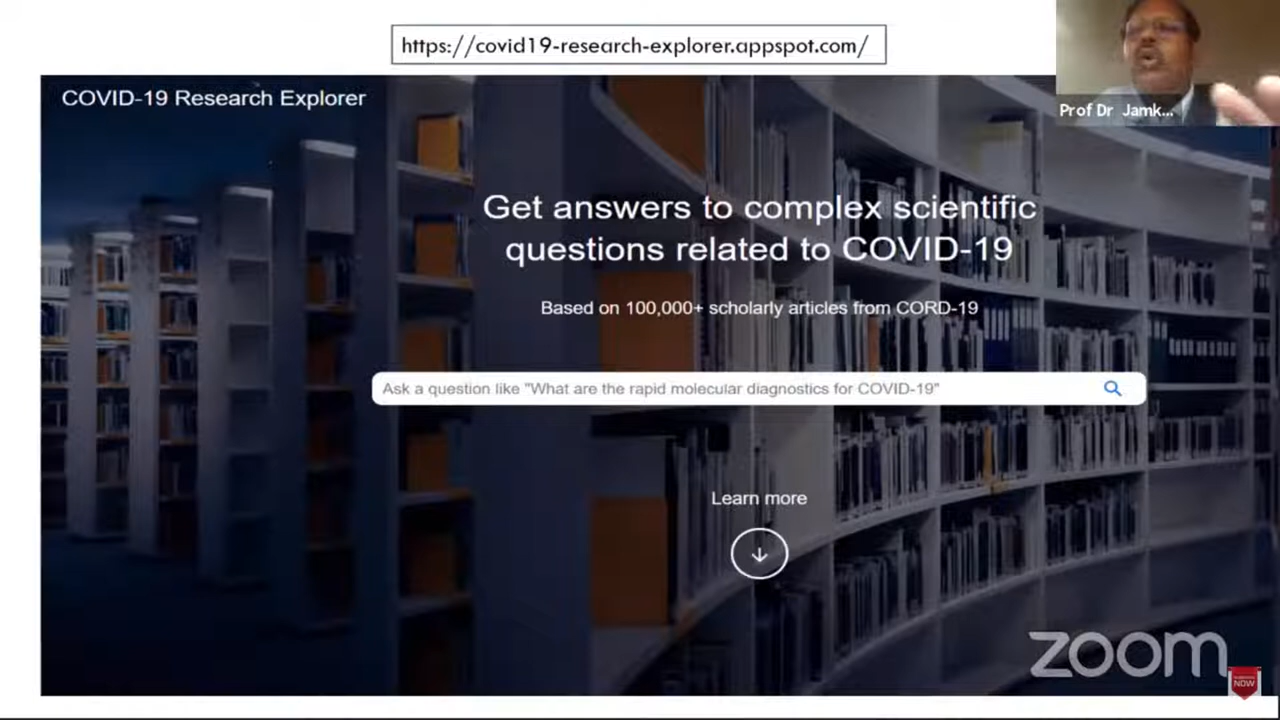 https://covid19-research-explorer.appspot.com/
Prof Dr Jamk...
COVID-19 Research Explorer
Get answers to complex scientific
questions related to COVID-19
Based on 100,000+ scholarly articles from CORD-19
Ask a question like "What are the rapid molecular diagnostics for COVID-19"
Learn more
zoom
NOW